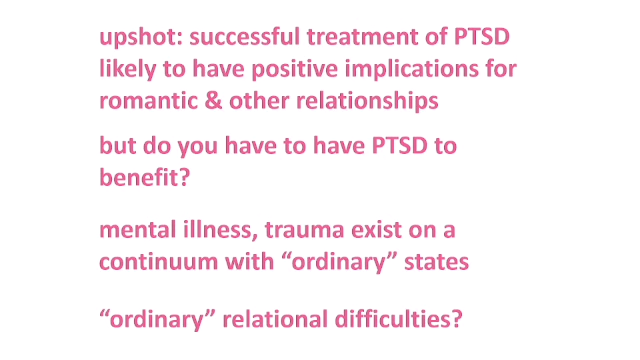 upshot: successful treatment of PTSD
likely to have positive implications for
romantic & other relationships
but do you have to have PTSD to
benefit?
mental illness, trauma exist on a
continuum with “ordinary” states
“ordinary” relational difficulties?